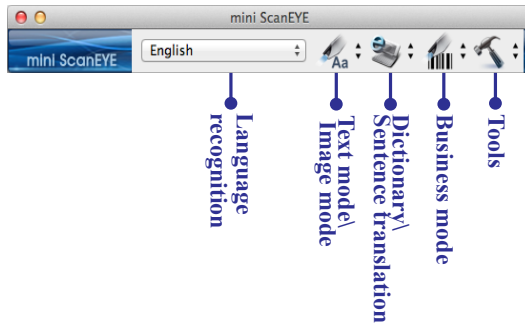 mini ScanEYE
mini ScanEYE
English
Aa
Language
recognition
Text mode\
Image mode
Dictionary\
Sentence translation
Business mode
Tools